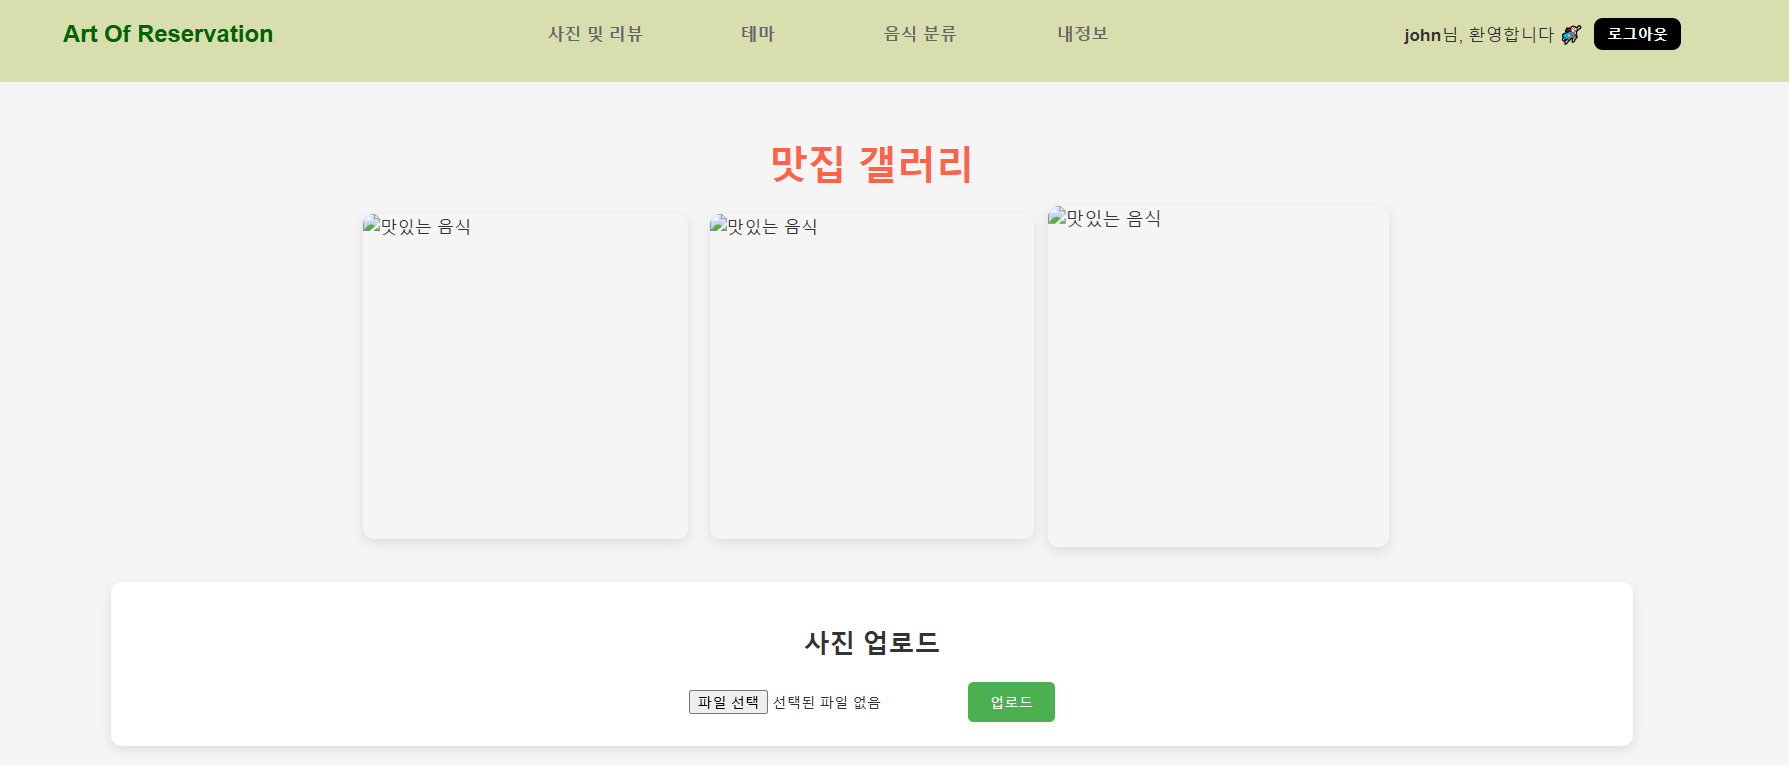 Art Of Reservation
사진 및 리뷰
테마
음식 분류
내정보
john님, 환영합니다
로그아웃
맛집 갤러리
맛있는 음식
맛있는 음식
맛있는 음식
사진 업로드
파일 선택 선택된 파일 없음
업로드